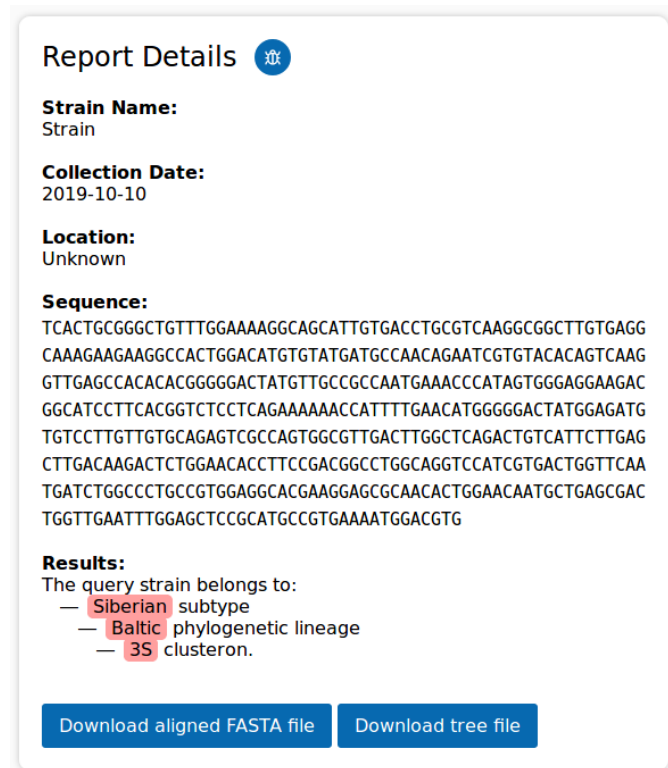 Report Details
Strain Name:
Strain
Collection Date:
2019-10-10
Location:
Unknown
Sequence:
TCACTGCGGGCTGTTTGGAAAAGGCAGCATTGTGACCTGCGTCAAGGCGGCTTGTGAGG
CAAAGAAGAAGGCCACTGGACATGTGTATGATGCCAACAGAATCGTGTACACAGTCAAG
GTTGAGCCACACACGGGGGACTATGTTGCCGCCAATGAAACCCATAGTGGGAGGAAGAC
GGCATCCTTCACGGTCTCCTCAGAAAAAACCATTTTGAACATGGGGGACTATGGAGATG
TGTCCTTGTTGTGCAGAGTCGCCAGTGGCGTTGACTTGGCTCAGACTGTCATTCTTGAG
CTTGACAAGACTCTGGAACACCTTCCGACGGCCTGGCAGGTCCATCGTGACTGGTTCAA
TGATCTGGCCCTGCCGTGGAGGCACGAAGGAGCGCAACACTGGAACAATGCTGAGCGAC
TGGTTGAATTTGGAGCTCCGCATGCCGTGAAAATGGACGTG
Results:
The query strain belongs to:
— Siberian subtype
— Baltic phylogenetic lineage
— 3S clusteron.
Download aligned FASTA file Download tree file